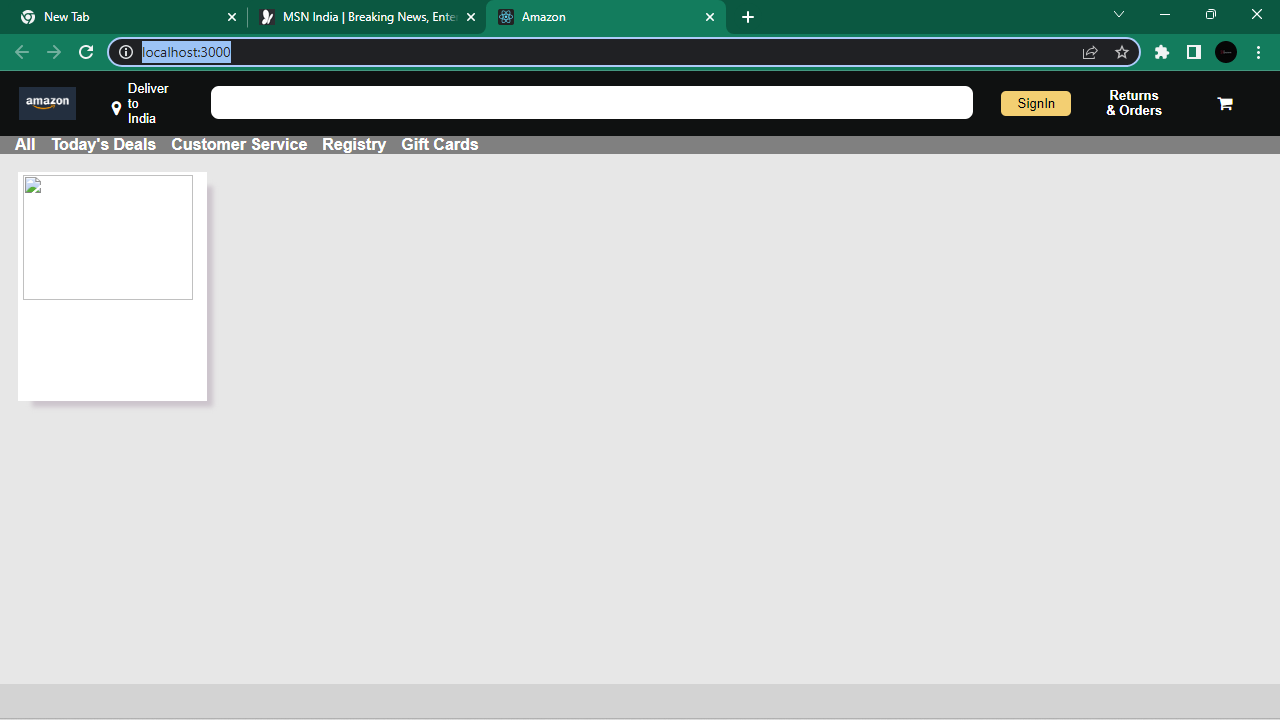 New Tab
MSN India | Breaking News, Ente
Amazon
localhost:3000
amazon
Deliver
to
India
SignIn
Returns
& Orders
All Today's Deals Customer Service Registry Gift Cards